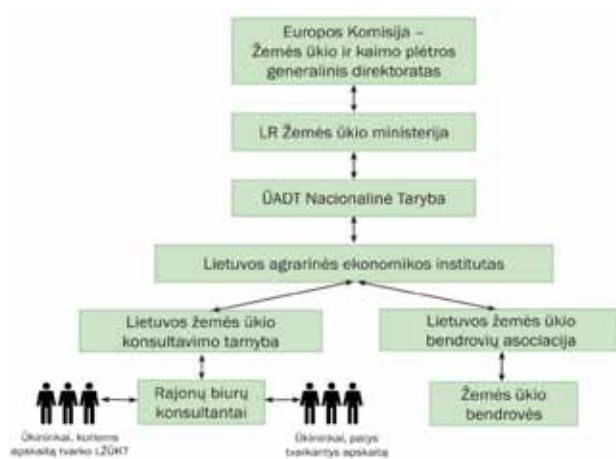 Europos Komisija –
Žemės ūkio ir kaimo plėtros
generalinis direktoratas
LR Žemės ūkio ministerija
ŪADT Nacionalinė Taryba
Lietuvos agrarinės ekonomikos institutas
Lietuvos žemės ūkio
konsultavimo tarnyba
Lietuvos žemės ūkio
bendrovių asociacija
Rajonų biurų
konsultantai
Žemės ūkio
bendrovės
Ūkininkai, kuriems
apskaitą tvarko LŽŪKT
Ūkininkai, patys
tvarkantys apskaitą